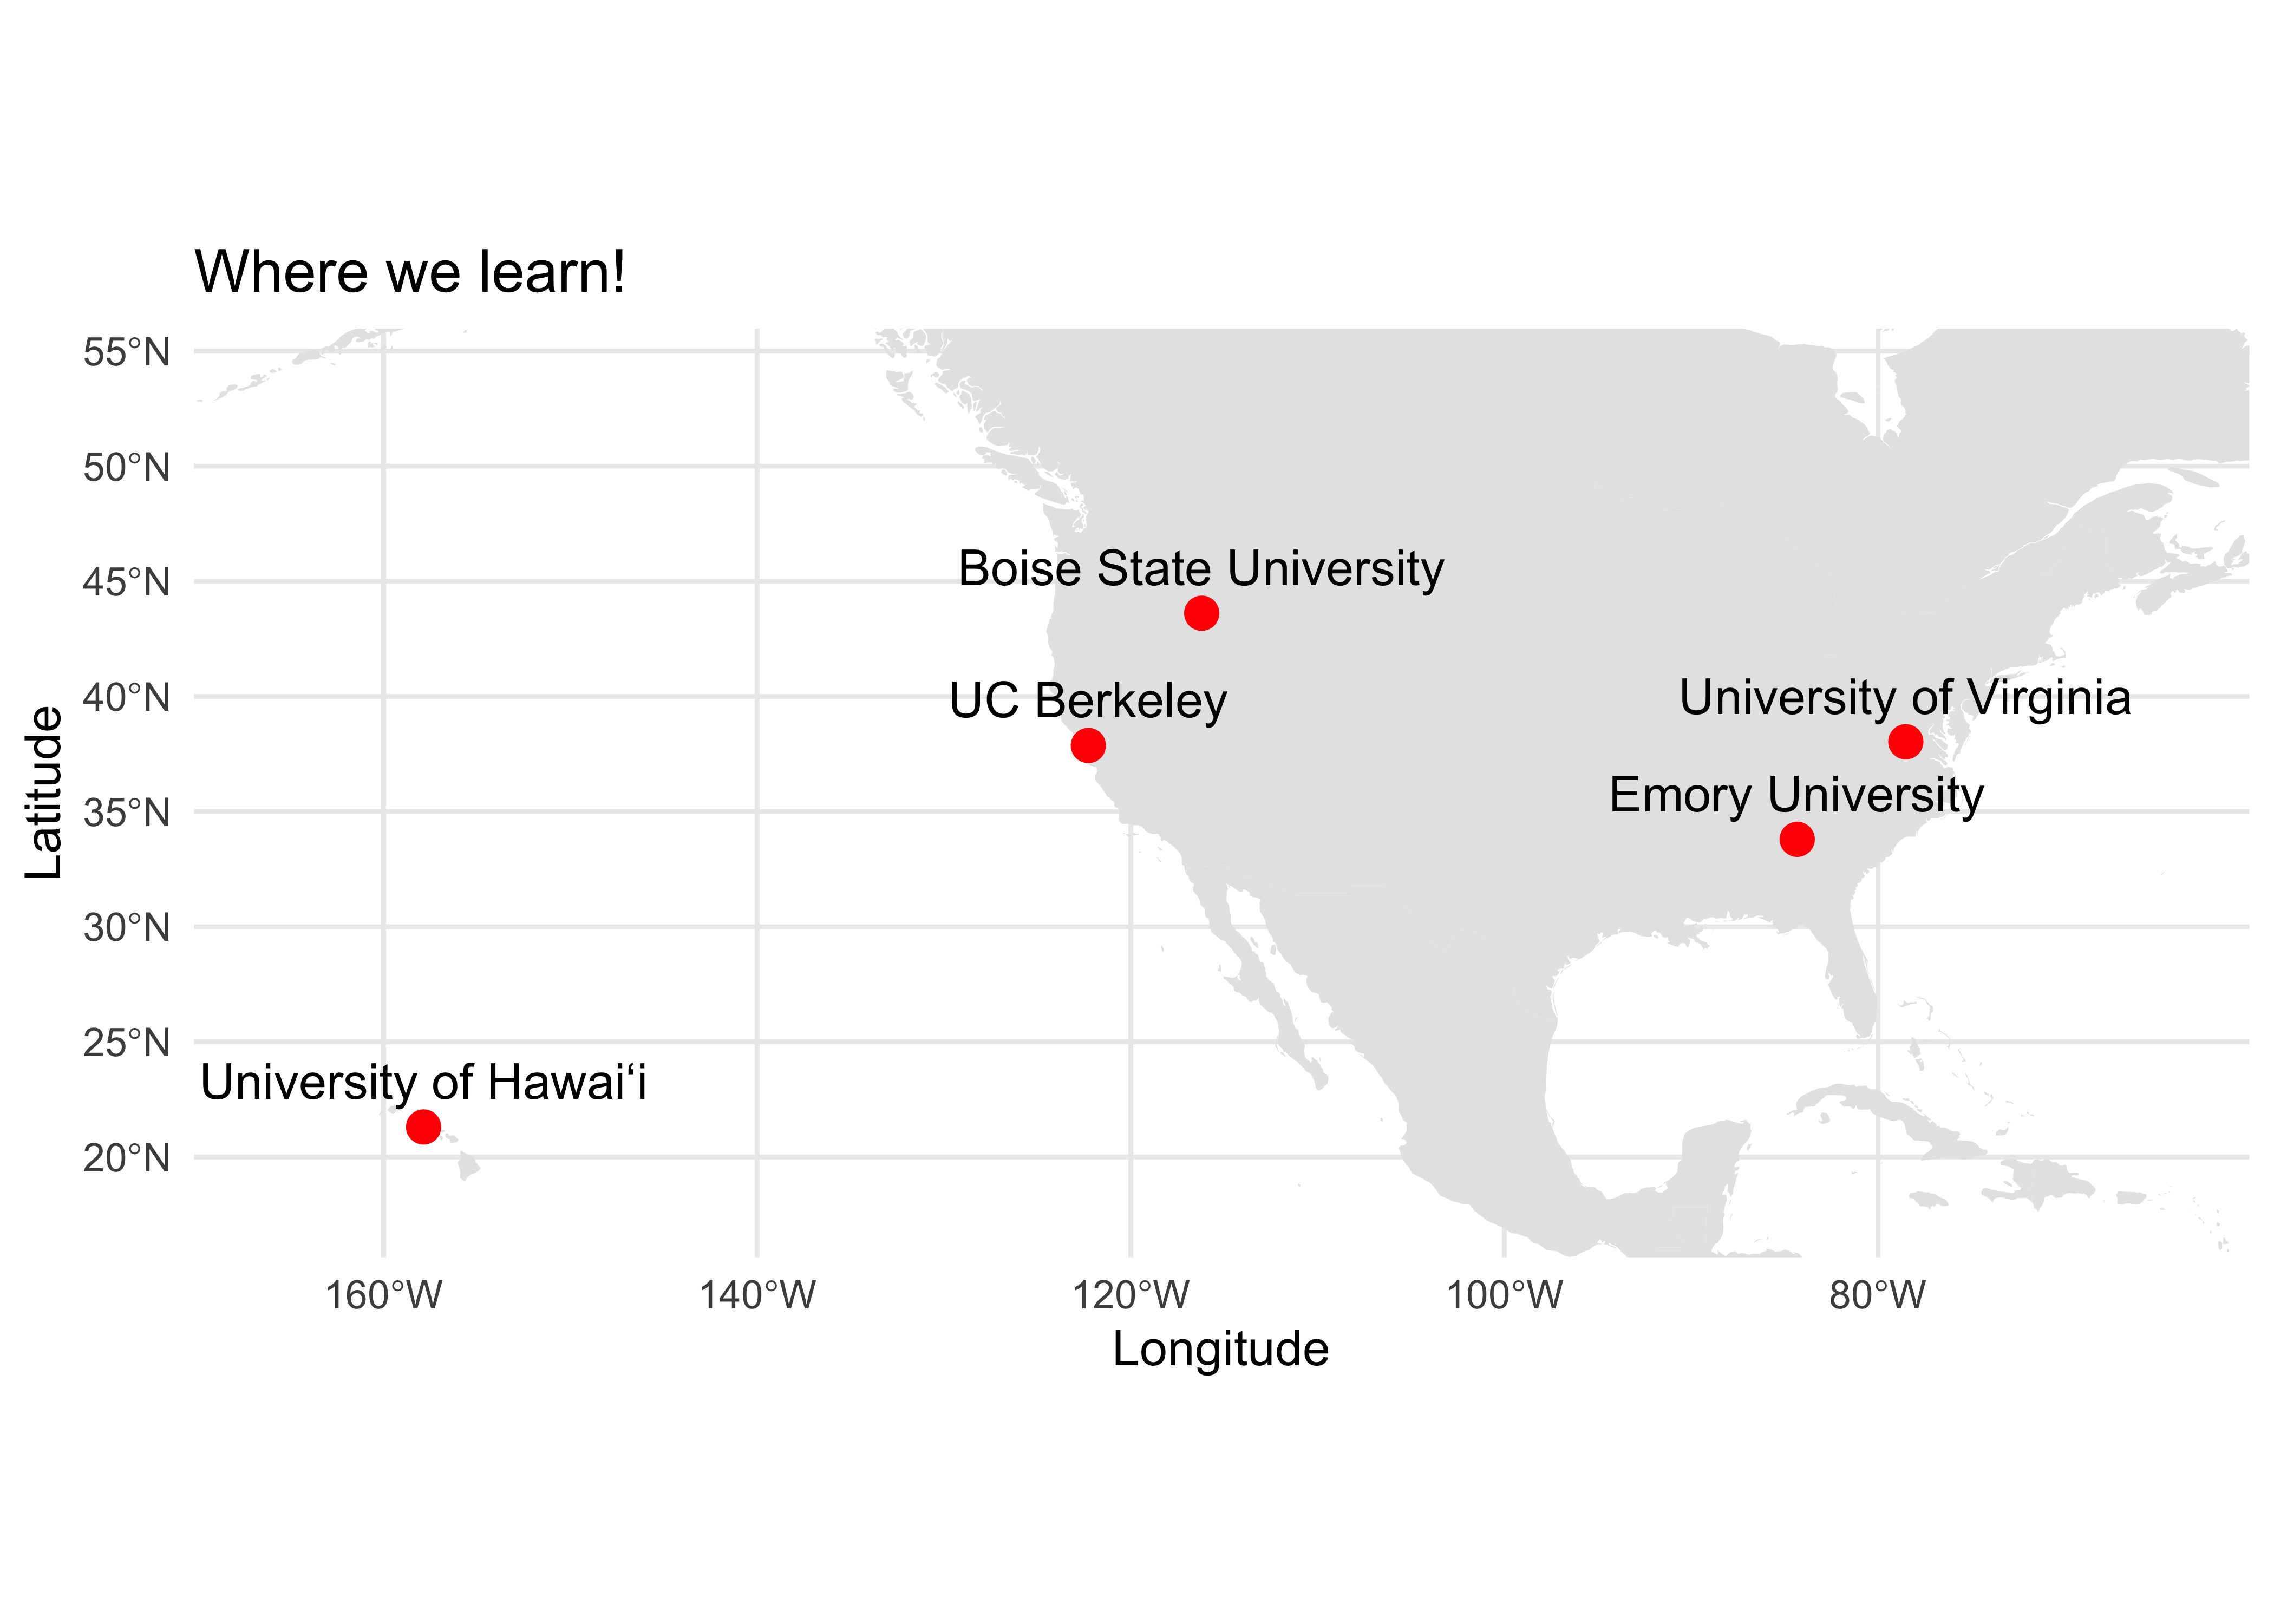 Where we learn!
55°N
50°N
45°N
40°N
35°N
30°N
25°N
20°N
Latitude
Boise State University
UC Berkeley
University of Virginia
Emory University
University of Hawaiʻi
160°W
140°W
120°W
100°W
80°W
Longitude